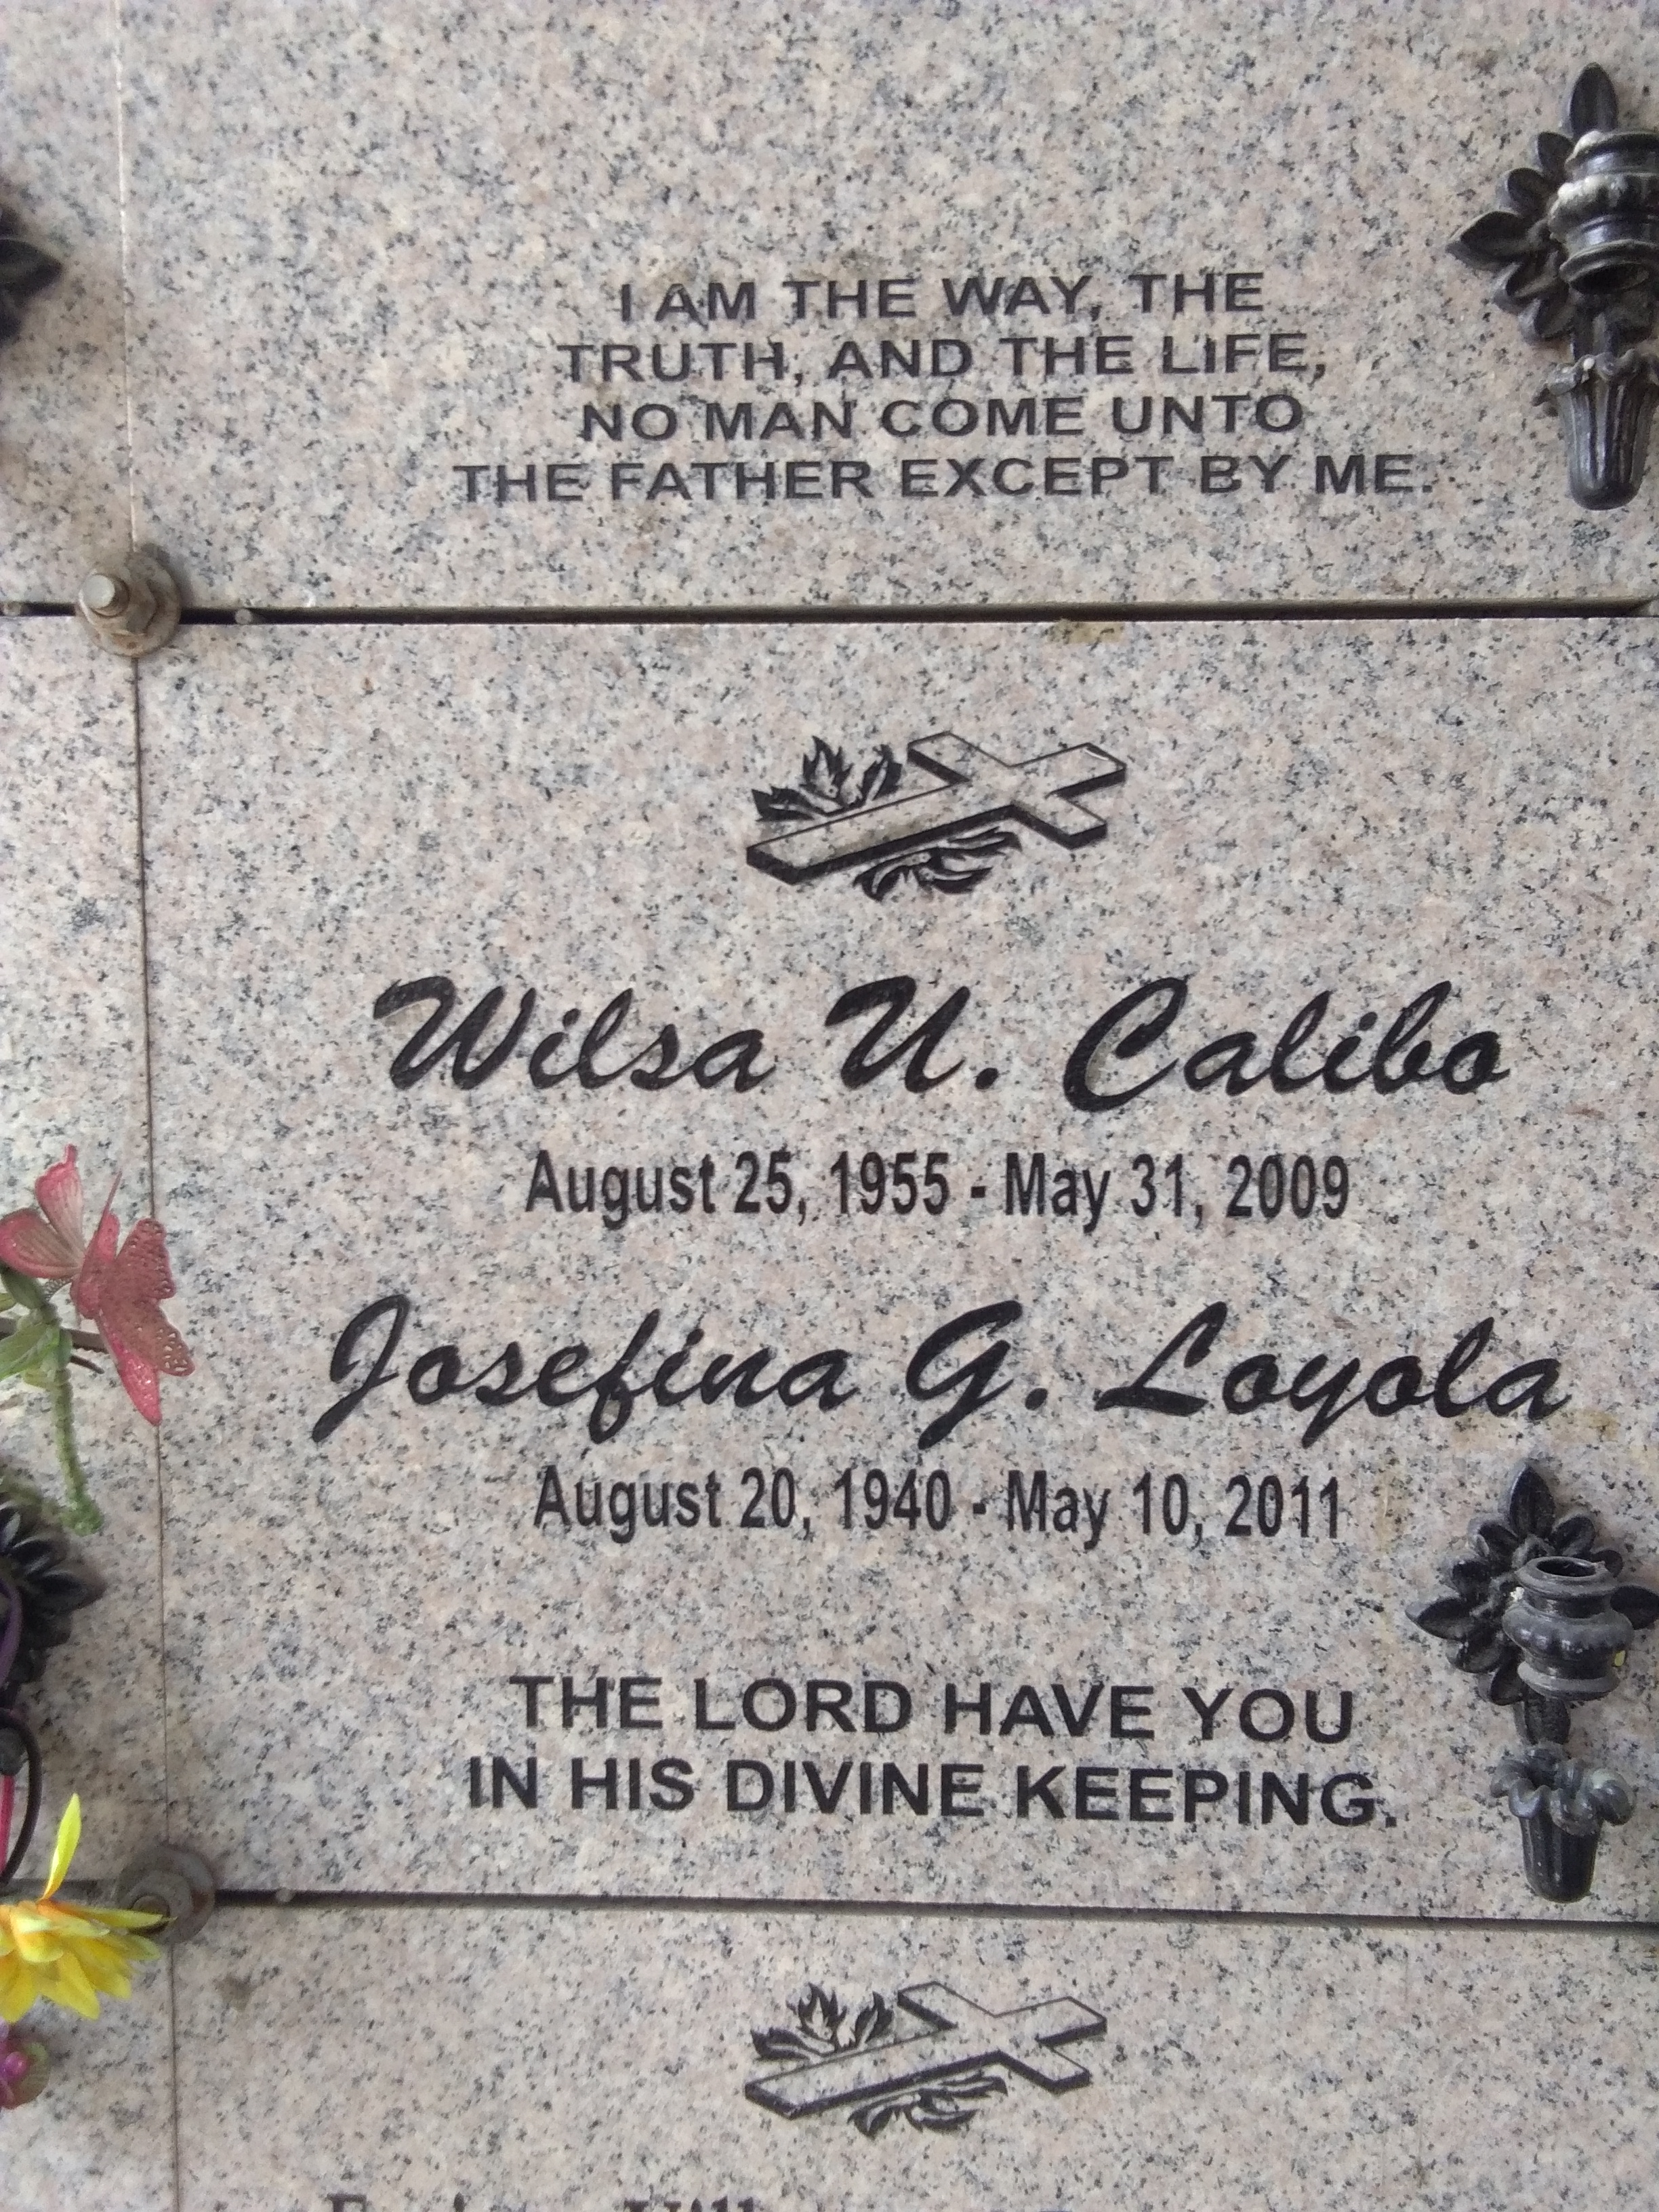 I AM THE WAY, THE
TRUTH, AND THE LIFE,
NO MAN COME UNTO
THE FATHER EXCEPT BY ME.
Wilsa U. Calibo
August 25, 1955 - May 31, 2009
Josefina G. Loyola
August 20, 1940 - May 10, 2011
THE LORD HAVE YOU
IN HIS DIVINE KEEPING.